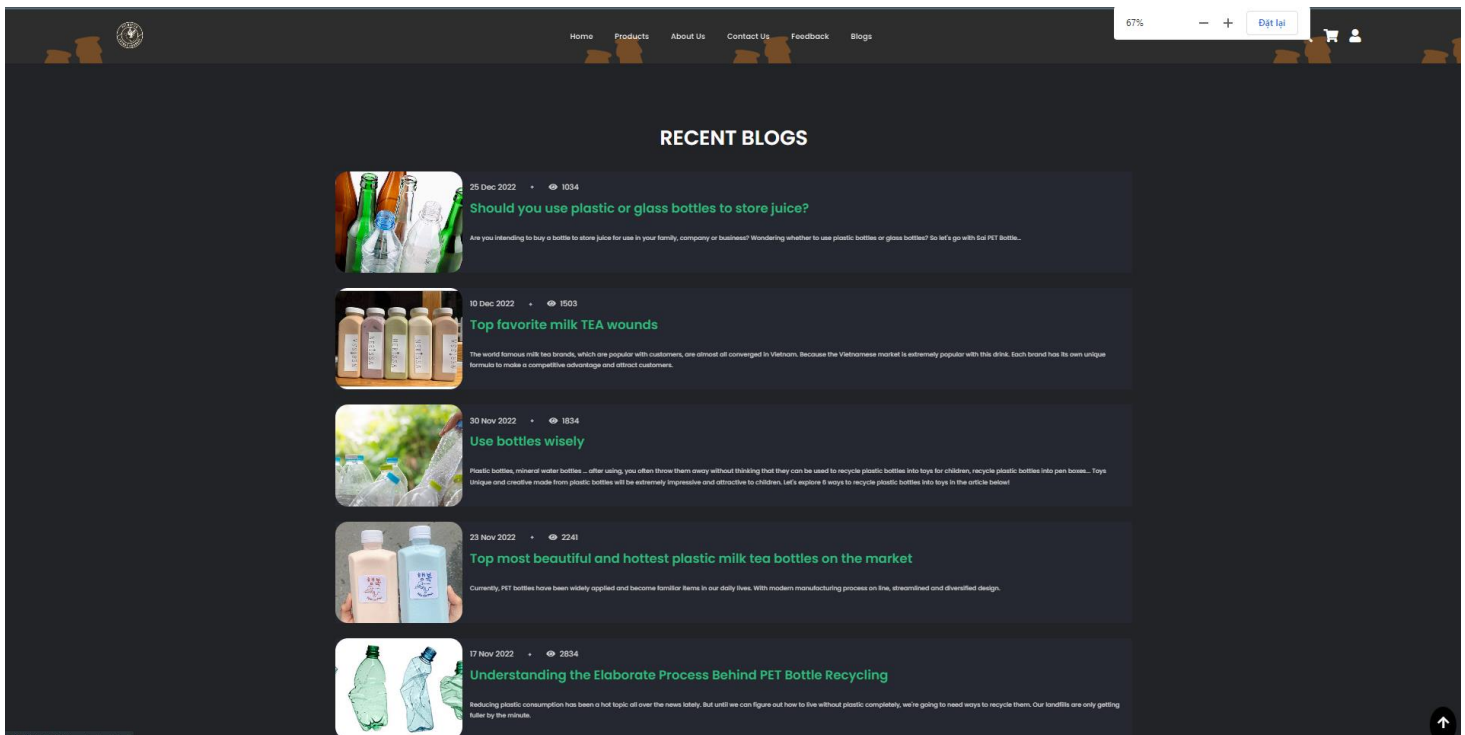 67%
Đặt lại
Home Products About Us Contact Us Feedback Blogs
RECENT BLOGS
25 Dec 2022 • 1034
Should you use plastic or glass bottles to store juice?
Are you intending to buy a bottle to store juice for use in your family, company or business? Wondering whether to use plastic bottles or glass bottles? So let's go with Sai PET Bottle...
10 Dec 2022 • 1503
Top favorite milk TEA wounds
The world famous milk tea brands, which are popular with customers, are almost all converged in Vietnam. Because the Vietnamese market is extremely popular with this drink. Each brand has its own unique
formula to make a competitive advantage and attract customers.
30 Nov 2022 • 1834
Use bottles wisely
Plastic bottles, mineral water bottles ... after using, you often throw them away without thinking that they can be used to recycle plastic bottles into toys for children, recycle plastic bottles into pen boxes... Toys
Unique and creative made from plastic bottles will be extremely impressive and attractive to children. Let's explore 6 ways to recycle plastic bottles into toys in the article below!
23 Nov 2022 • 2241
Top most beautiful and hottest plastic milk tea bottles on the market
Currently, PET bottles have been widely applied and become familiar items in our daily lives. With modern manufacturing process on line, streamlined and diversified design.
17 Nov 2022 • 2834
Understanding the Elaborate Process Behind PET Bottle Recycling
Reducing plastic consumption has been a hot topic all over the news lately. But until we can figure out how to live without plastic completely, we're going to need ways to recycle them. Our landfills are only getting
fuller by the minute.